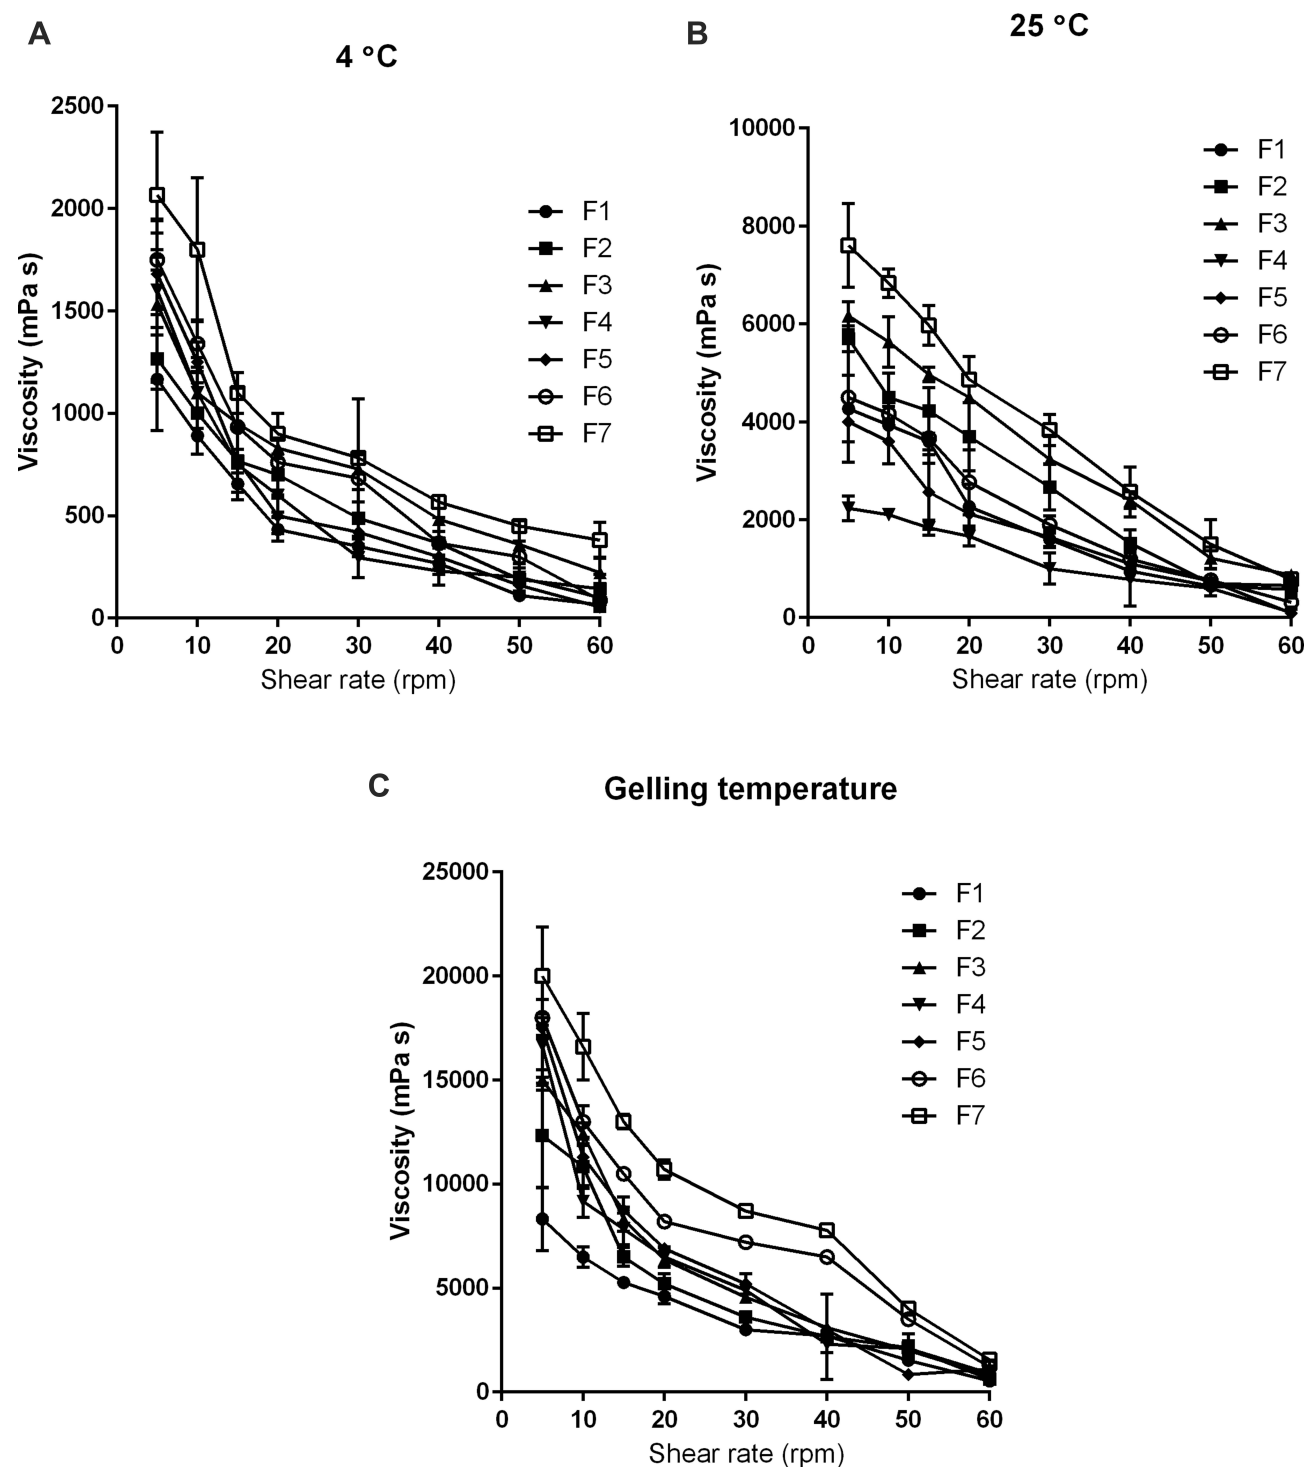 A
4 °C
Viscosity (mPa s)
2500
2000
1500
1000
500
0
0 10 20 30 40 50 60
Shear rate (rpm)
F1
F2
F3
F4
F5
F6
F7
B
25 °C
Viscosity (mPa s)
10000
8000
6000
4000
2000
0
0 10 20 30 40 50 60
Shear rate (rpm)
F1
F2
F3
F4
F5
F6
F7
C
Gelling temperature
Viscosity (mPa s)
25000
20000
15000
10000
5000
0
0 10 20 30 40 50 60
Shear rate (rpm)
F1
F2
F3
F4
F5
F6
F7